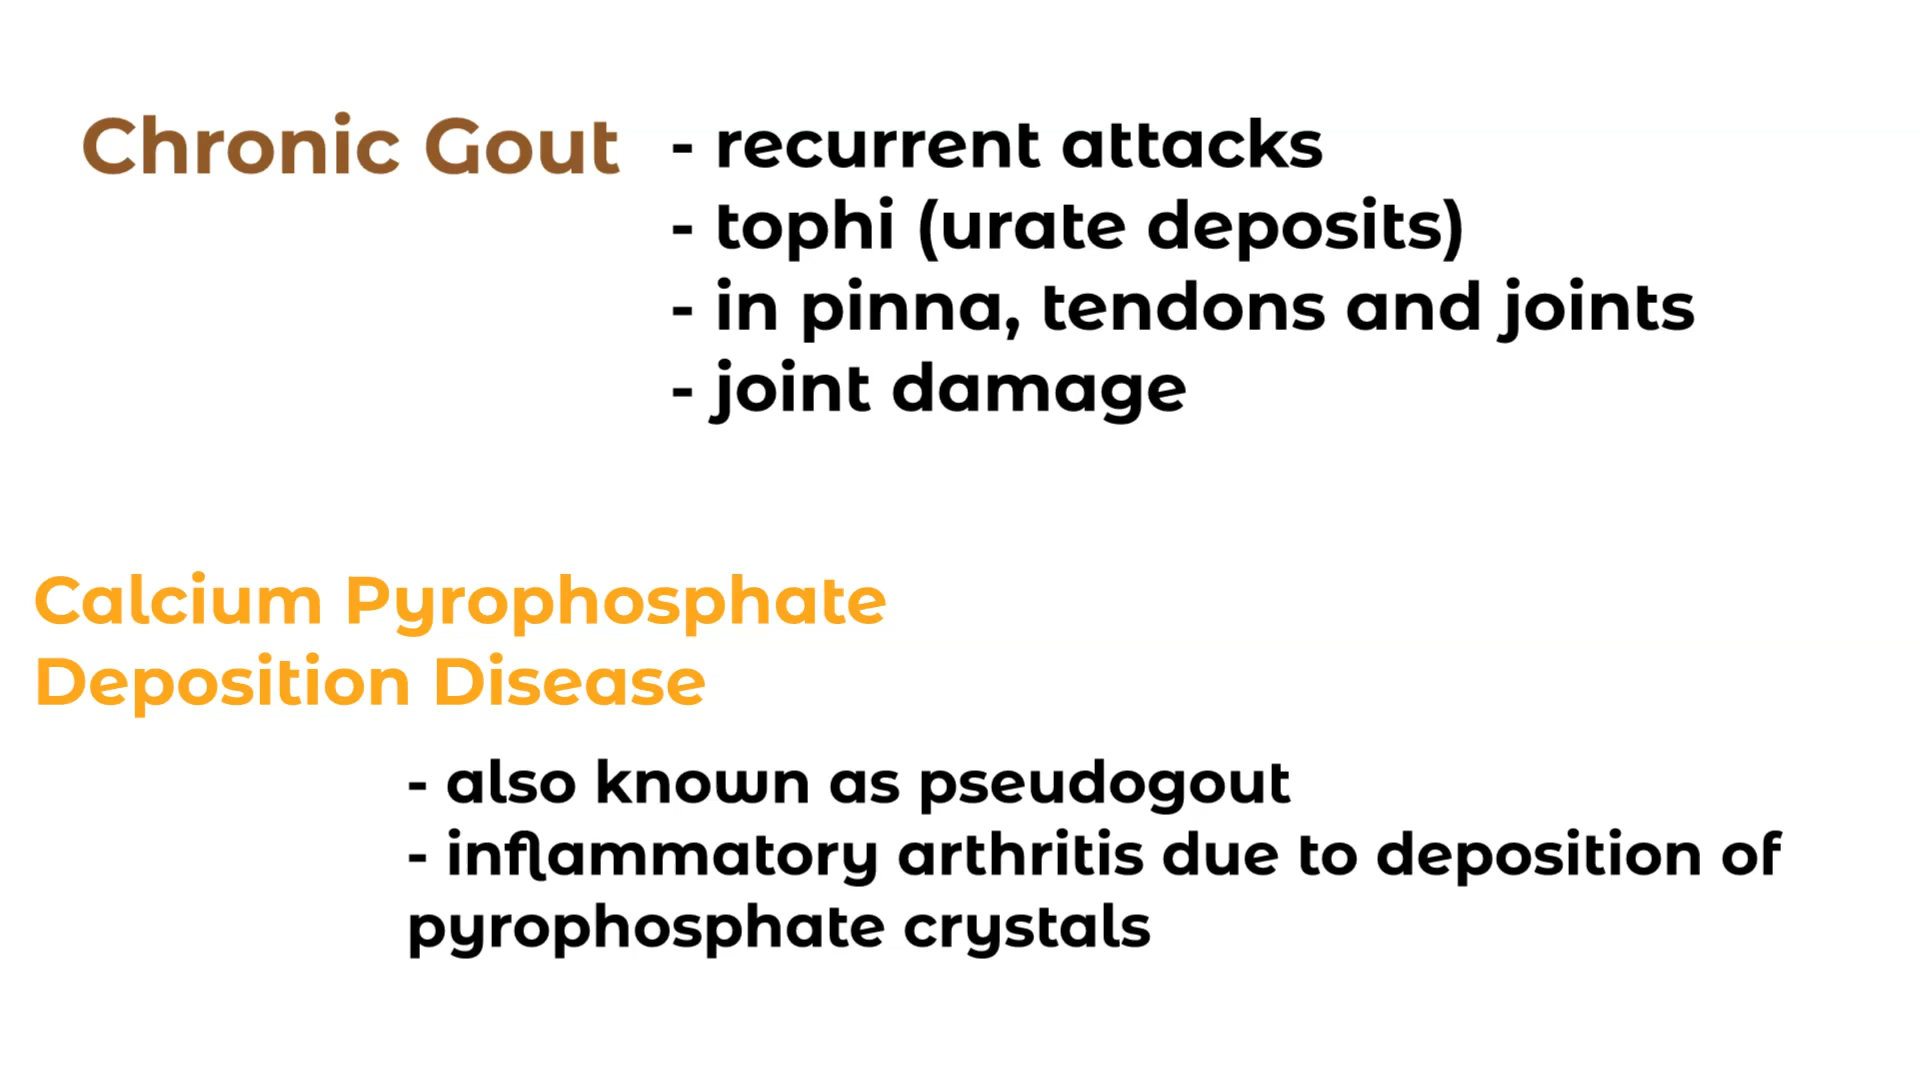 Chronic Gout
- recurrent attacks
- tophi (urate deposits)
- in pinna, tendons and joints
- joint damage
Calcium Pyrophosphate
Deposition Disease
- also known as pseudogout
- inflammatory arthritis due to deposition of
pyrophosphate crystals